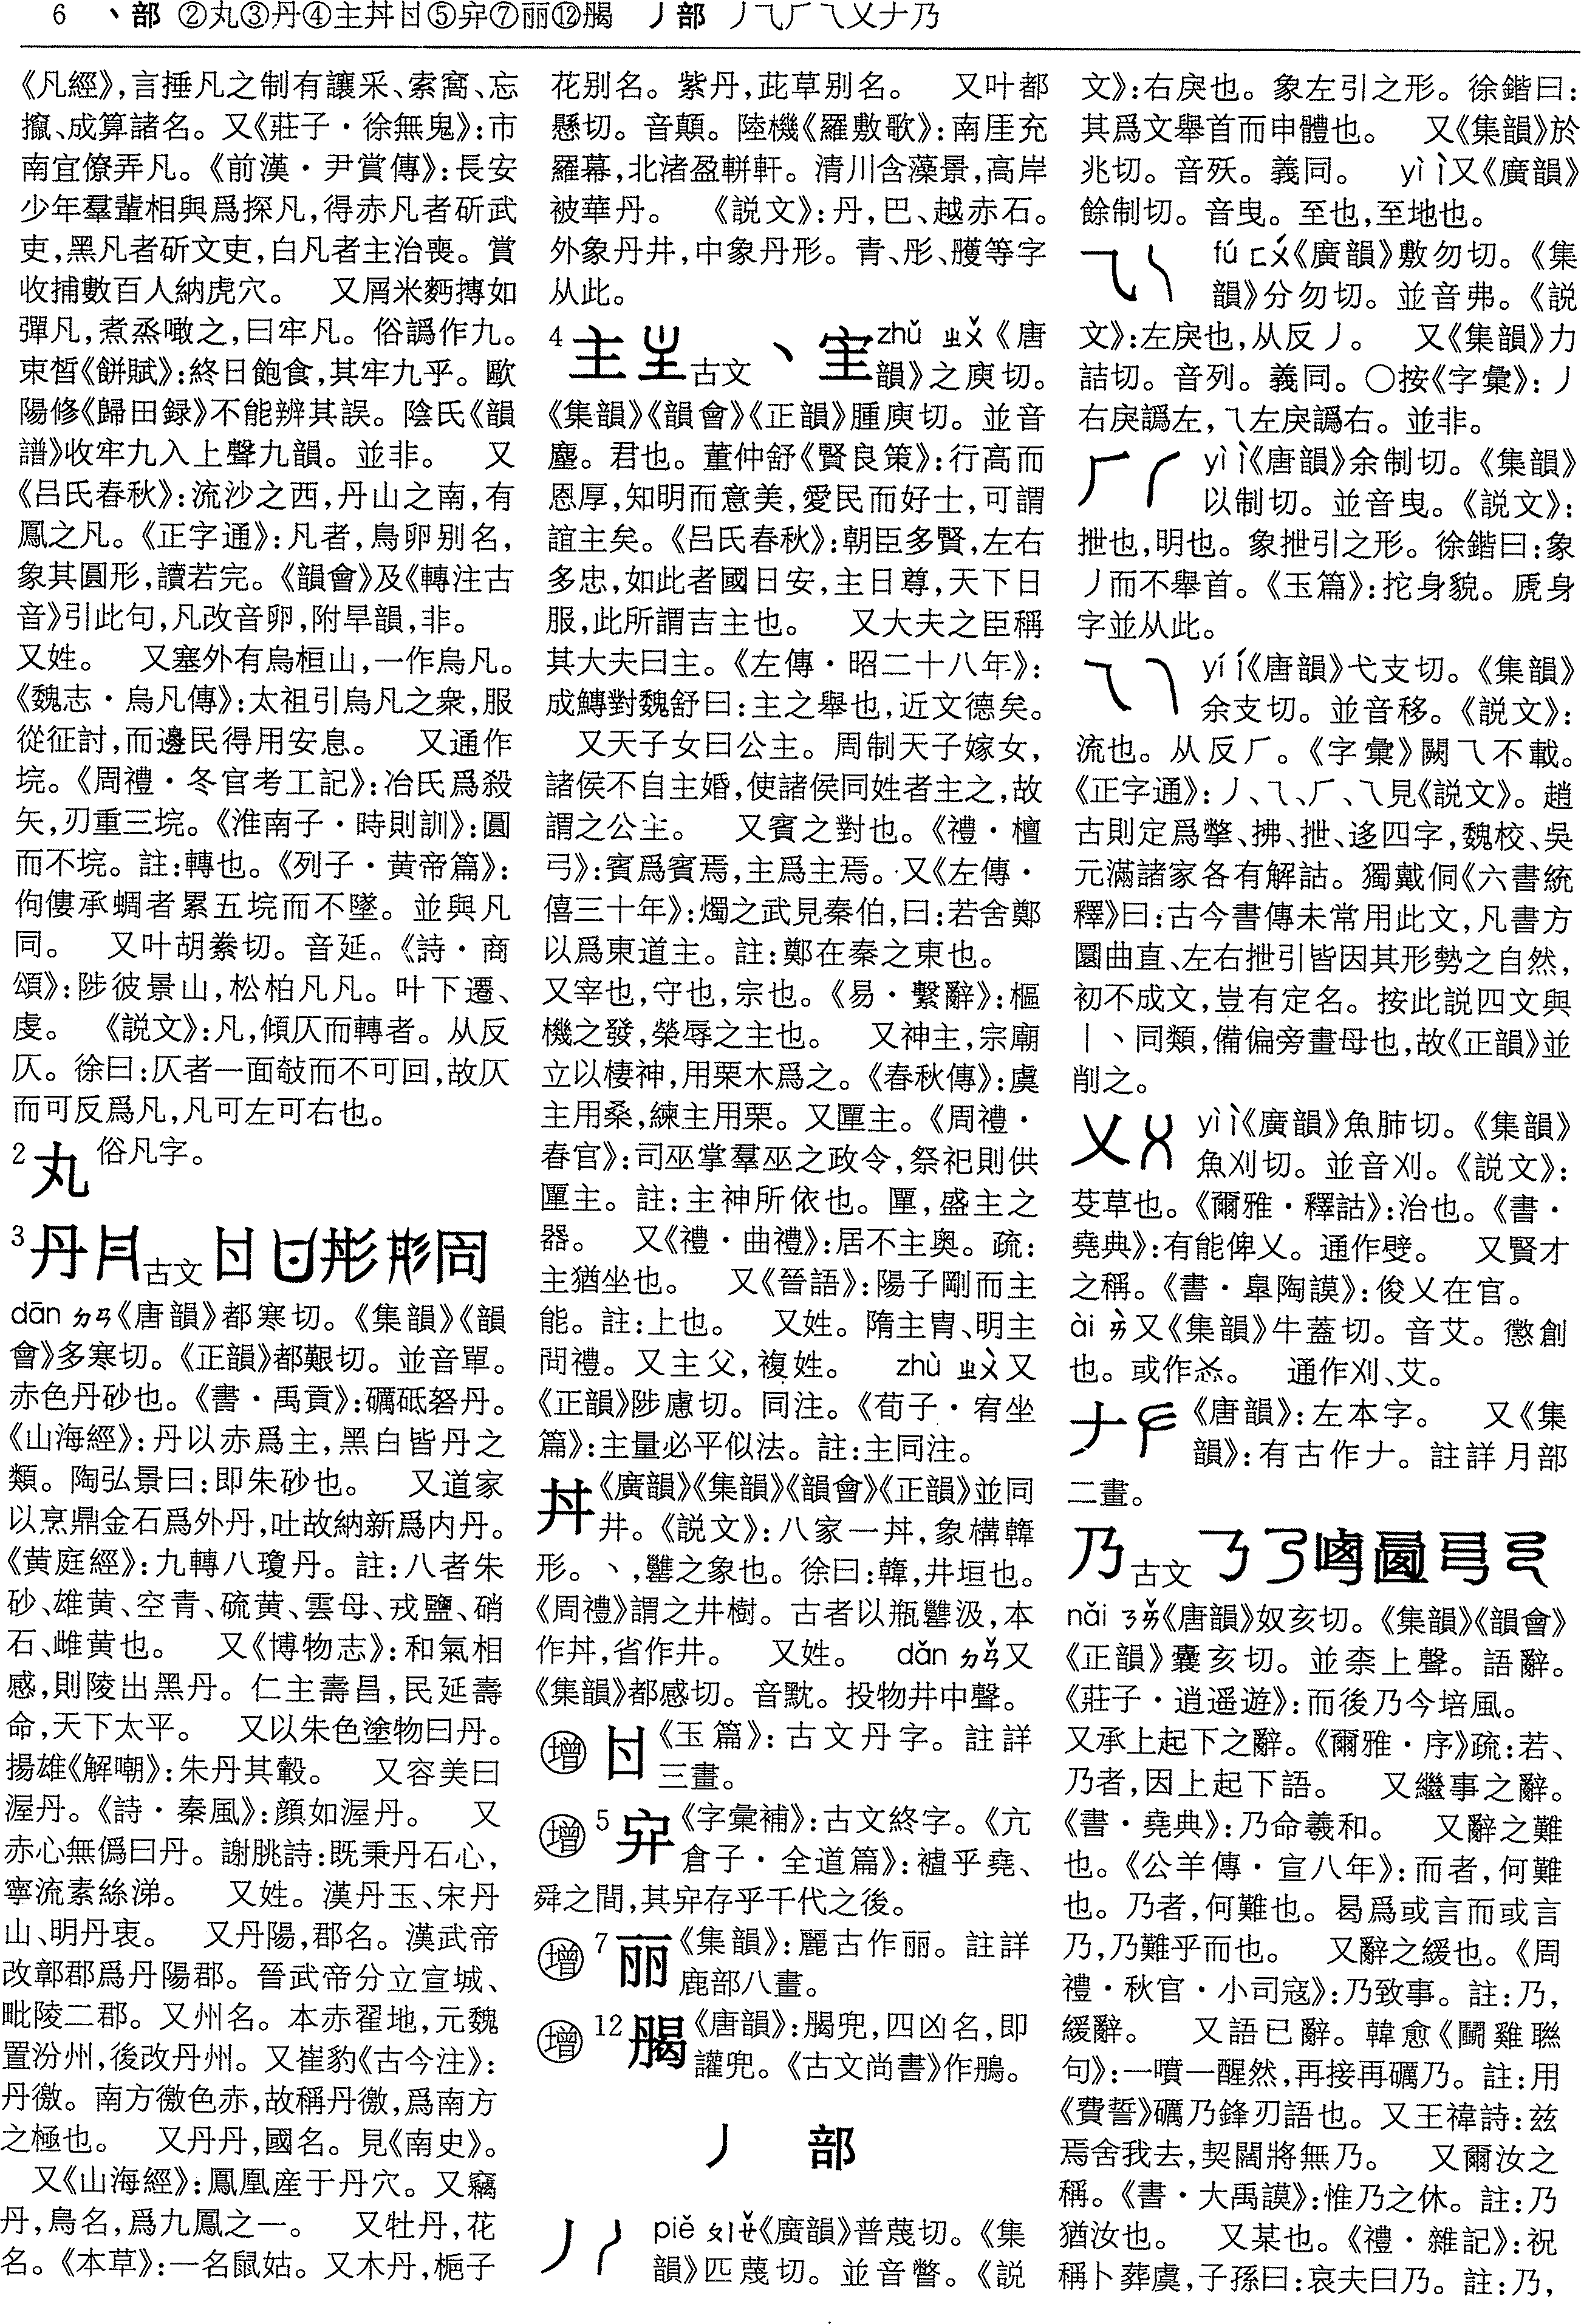 6 丶部 ②丸③丹④主丼𠁿⑤𠂂⑦丽⑫鶡 丿部 丿乁𠂆乀乂𠂇乃
《凡經》,言捶凡之制有讓采、索窩、忘
攛、成算諸名。又《莊子·徐無鬼》:市
南宜僚弄凡。《前漢·尹賞傳》:長安
少年羣輩相與爲探凡,得赤凡者斫武
吏,黑凡者斫文吏,白凡者主治喪。賞
收捕數百人納虎穴。 又屑米麪摶如
彈凡,煮烝噉之,曰牢凡。俗譌作九。
束晳《餅賦》:終日飽食,其牢九乎。歐
陽修《歸田録》不能辨其誤。陰氏《韻
譜》收牢九入上聲九韻。並非。 又
《吕氏春秋》:流沙之西,丹山之南,有
鳳之凡。《正字通》:凡者,鳥卵别名,
象其圓形,讀若完。《韻會》及《轉注古
音》引此句,凡改音卵,附旱韻,非。
又姓。 又塞外有烏桓山,一作烏凡。
《魏志·烏凡傳》:太祖引烏凡之衆,服
從征討,而邊民得用安息。 又通作
垸。《周禮·冬官考工記》:冶氏爲殺
矢,刃重三垸。《淮南子·時則訓》:圓
而不垸。註:轉也。《列子·黄帝篇》:
佝僂承蜩者累五垸而不墜。並與凡
同。 又叶胡絭切。音延。《詩·商
頌》:陟彼景山,松柏凡凡。叶下遷、
虔。 《説文》:凡,傾仄而轉者。从反
仄。徐曰:仄者一面敧而不可回,故仄
而可反爲凡,凡可左可右也。
2 丸 俗凡字。
3 丹 古文
dān ㄉㄢ《唐韻》都寒切。《集韻》《韻
會》多寒切。《正韻》都艱切。並音單。
赤色丹砂也。《書·禹貢》:礪砥砮丹。
《山海經》:丹以赤爲主,黑白皆丹之
類。陶弘景曰:即朱砂也。 又道家
以烹鼎金石爲外丹,吐故納新爲内丹。
《黄庭經》:九轉八瓊丹。註:八者朱
砂、雄黄、空青、硫黄、雲母、戎鹽、硝
石、雌黄也。 又《博物志》:和氣相
感,則陵出黑丹。仁主壽昌,民延壽
命,天下太平。 又以朱色塗物曰丹。
揚雄《解嘲》:朱丹其轂。 又容美曰
渥丹。《詩·秦風》:顔如渥丹。 又
赤心無僞曰丹。謝朓詩:既秉丹石心,
寧流素絲涕。 又姓。漢丹玉、宋丹
山、明丹衷。 又丹陽,郡名。漢武帝
改鄣郡爲丹陽郡。晉武帝分立宣城、
毗陵二郡。又州名。本赤翟地,元魏
置汾州,後改丹州。又崔豹《古今注》:
丹徼。南方徼色赤,故稱丹徼,爲南方
之極也。 又丹丹,國名。見《南史》。
又《山海經》:鳳凰産于丹穴。又竊
丹,鳥名,爲九鳳之一。 又牡丹,花
名。《本草》:一名鼠姑。又木丹,梔子
花别名。紫丹,茈草别名。 又叶都
懸切。音顛。陸機《羅敷歌》:南厓充
羅幕,北渚盈軿軒。清川含藻景,高岸
被華丹。 《説文》:丹,巴、越赤石。
外象丹井,中象丹形。青、彤、雘等字
从此。
4 主 古文 zhǔ ㄓㄨˇ《唐
韻》之庾切。
《集韻》《韻會》《正韻》腫庾切。並音
麈。君也。董仲舒《賢良策》:行高而
恩厚,知明而意美,愛民而好士,可謂
誼主矣。《吕氏春秋》:朝臣多賢,左右
多忠,如此者國日安,主日尊,天下日
服,此所謂吉主也。 又大夫之臣稱
其大夫曰主。《左傳·昭二十八年》:
成鱄對魏舒曰:主之舉也,近文德矣。
又天子女曰公主。周制天子嫁女,
諸侯不自主婚,使諸侯同姓者主之,故
謂之公主。 又賓之對也。《禮·檀
弓》:賓爲賓焉,主爲主焉。又《左傳·
僖三十年》:燭之武見秦伯,曰:若舍鄭
以爲東道主。註:鄭在秦之東也。
又宰也,守也,宗也。《易·繫辭》:樞
機之發,榮辱之主也。 又神主,宗廟
立以棲神,用栗木爲之。《春秋傳》:虞
主用桑,練主用栗。又匰主。《周禮·
春官》:司巫掌羣巫之政令,祭祀則供
匰主。註:主神所依也。匰,盛主之
器。 又《禮·曲禮》:居不主奥。疏:
主猶坐也。 又《晉語》:陽子剛而主
能。註:上也。 又姓。隋主胄、明主
問禮。又主父,複姓。 zhù ㄓㄨˋ又
《正韻》陟慮切。同注。《荀子·宥坐
篇》:主量必平似法。註:主同注。
丼《廣韻》《集韻》《韻會》《正韻》並同
井。《説文》:八家一丼,象構韓
形。丶,罋之象也。徐曰:韓,井垣也。
《周禮》謂之井樹。古者以瓶罋汲,本
作丼,省作井。 又姓。 dǎn ㄉㄢˇ又
《集韻》都感切。音黕。投物井中聲。
增 𠁿 《玉篇》:古文丹字。註詳
三畫。
增 5 𠂂 《字彙補》:古文終字。《亢
倉子·全道篇》:禃乎堯、
舜之間,其𠂂存乎千代之後。
增 7 丽 《集韻》:麗古作丽。註詳
鹿部八畫。
增 12 《唐韻》:兜,四凶名,即
讙兜。《古文尚書》作鴅。
丿 部
丿 piě ㄆㄧㄝˇ《廣韻》普蔑切。《集
韻》匹蔑切。並音瞥。《説
文》:右戾也。象左引之形。徐鍇曰:
其爲文舉首而申體也。 又《集韻》於
兆切。音殀。義同。 yì ㄧˋ又《廣韻》
餘制切。音曳。至也,至地也。
乁 fú ㄈㄨˊ《廣韻》敷勿切。《集
韻》分勿切。並音弗。《説
文》:左戾也,从反丿。 又《集韻》力
詰切。音列。義同。○按《字彙》:丿
右戾譌左,乁左戾譌右。並非。
𠂆 yì ㄧˋ《唐韻》余制切。《集韻》
以制切。並音曳。《説文》:
抴也,明也。象抴引之形。徐鍇曰:象
丿而不舉首。《玉篇》:拕身貌。虒身
字並从此。
乀 yí ㄧˊ《唐韻》弋支切。《集韻》
余支切。並音移。《説文》:
流也。从反𠂆。《字彙》闕乁不載。
《正字通》:丿、乁、𠂆、乀見《説文》。趙
古則定爲擎、拂、抴、迻四字,魏校、吳
元滿諸家各有解詁。獨戴侗《六書統
釋》曰:古今書傳未常用此文,凡書方
圜曲直、左右抴引皆因其形勢之自然,
初不成文,豈有定名。按此説四文與
丨丶同類,備偏旁畫母也,故《正韻》並
削之。
乂 yì ㄧˋ《廣韻》魚肺切。《集韻》
魚刈切。並音刈。《説文》:
芟草也。《爾雅·釋詁》:治也。《書·
堯典》:有能俾乂。通作嬖。 又賢才
之稱。《書·皋陶謨》:俊乂在官。
ài ㄞˋ又《集韻》牛蓋切。音艾。懲創
也。或作㣻。 通作刈、艾。
𠂇 《唐韻》:左本字。 又《集
韻》:有古作𠂇。註詳月部
二畫。
乃 古文
nǎi ㄋㄞˇ《唐韻》奴亥切。《集韻》《韻會》
《正韻》囊亥切。並柰上聲。語辭。
《莊子·逍遥遊》:而後乃今培風。
又承上起下之辭。《爾雅·序》疏:若、
乃者,因上起下語。 又繼事之辭。
《書·堯典》:乃命羲和。 又辭之難
也。《公羊傳·宣八年》:而者,何難
也。乃者,何難也。曷爲或言而或言
乃,乃難乎而也。 又辭之緩也。《周
禮·秋官·小司寇》:乃致事。註:乃,
緩辭。 又語已辭。韓愈《鬭雞聯
句》:一噴一醒然,再接再礪乃。註:用
《費誓》礪乃鋒刃語也。又王禕詩:兹
焉舍我去,契闊將無乃。 又爾汝之
稱。《書·大禹謨》:惟乃之休。註:乃
猶汝也。 又某也。《禮·雜記》:祝
稱卜葬虞,子孫曰:哀夫曰乃。註:乃,